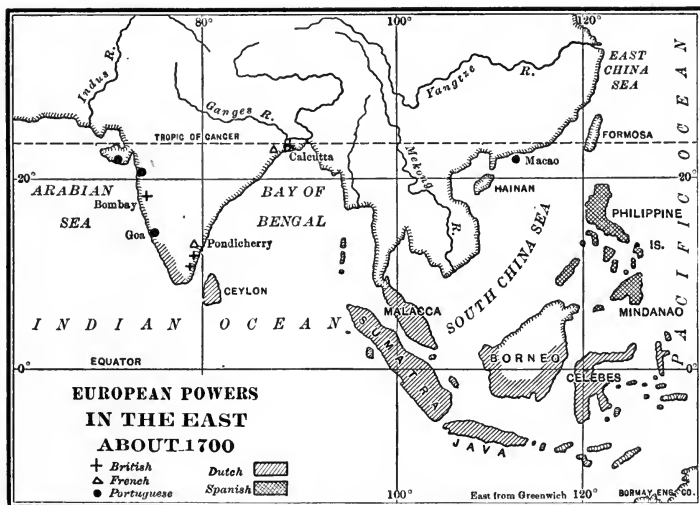 80° 100° 120°
Indus R.
Ganges R.
Yangtze R.
EAST
CHINA
SEA
TROPIC OF CANCER
FORMOSA
Calcutta
Macao
Mekong R.
20° 20°
HAINAN
ARABIAN
SEA
BAY OF
BENGAL
Bombay
PHILIPPINE
IS.
Goa
Pondicherry
SOUTH CHINA SEA
CEYLON
MALACCA
MINDANAO
INDIAN OCEAN
PACIFIC OCEAN
SUMATRA
BORNEO
EQUATOR
0° 0°
CELEBES
JAVA
EUROPEAN POWERS
IN THE EAST
ABOUT 1700
British
French
Portuguese
Dutch
Spanish
100° East from Greenwich 120° BORMAY ENG. CO.